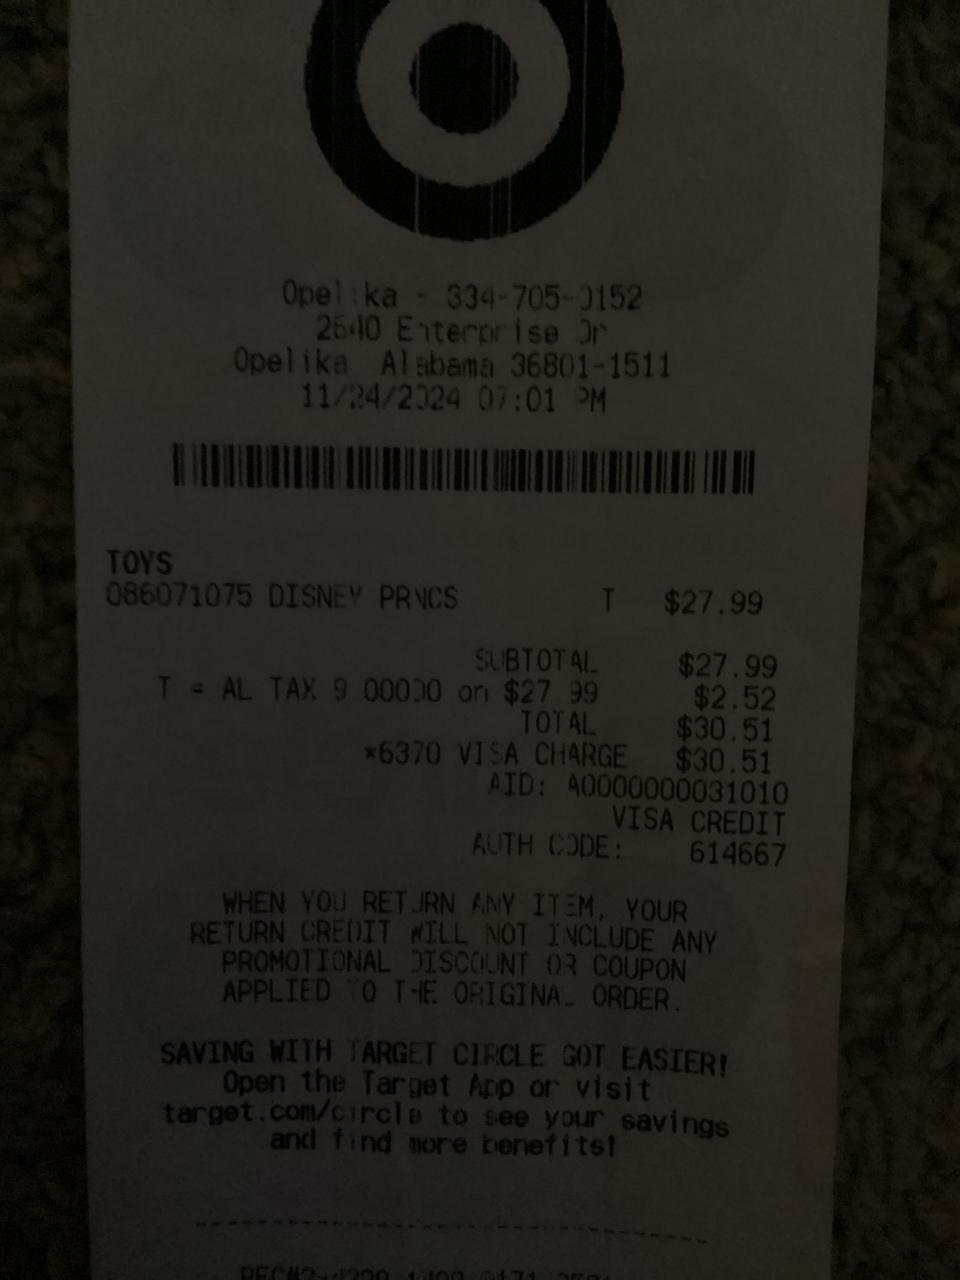 Opelika - 334-705-0152
2640 Enterprise Dr
Opelika Alabama 36801-1511
11/24/2024 07:01 PM
TOYS
086071075 DISNEY PRNCS T $27.99
SUBTOTAL $27.99
T = AL TAX 9.00000 on $27.99 $2.52
TOTAL $30.51
*6370 VISA CHARGE $30.51
AID: A0000000031010
VISA CREDIT
AUTH CODE: 614667
WHEN YOU RETURN ANY ITEM, YOUR
RETURN CREDIT WILL NOT INCLUDE ANY
PROMOTIONAL DISCOUNT OR COUPON
APPLIED TO THE ORIGINAL ORDER.
SAVING WITH TARGET CIRCLE GOT EASIER!
Open the Target App or visit
target.com/circle to see your savings
and find more benefits!